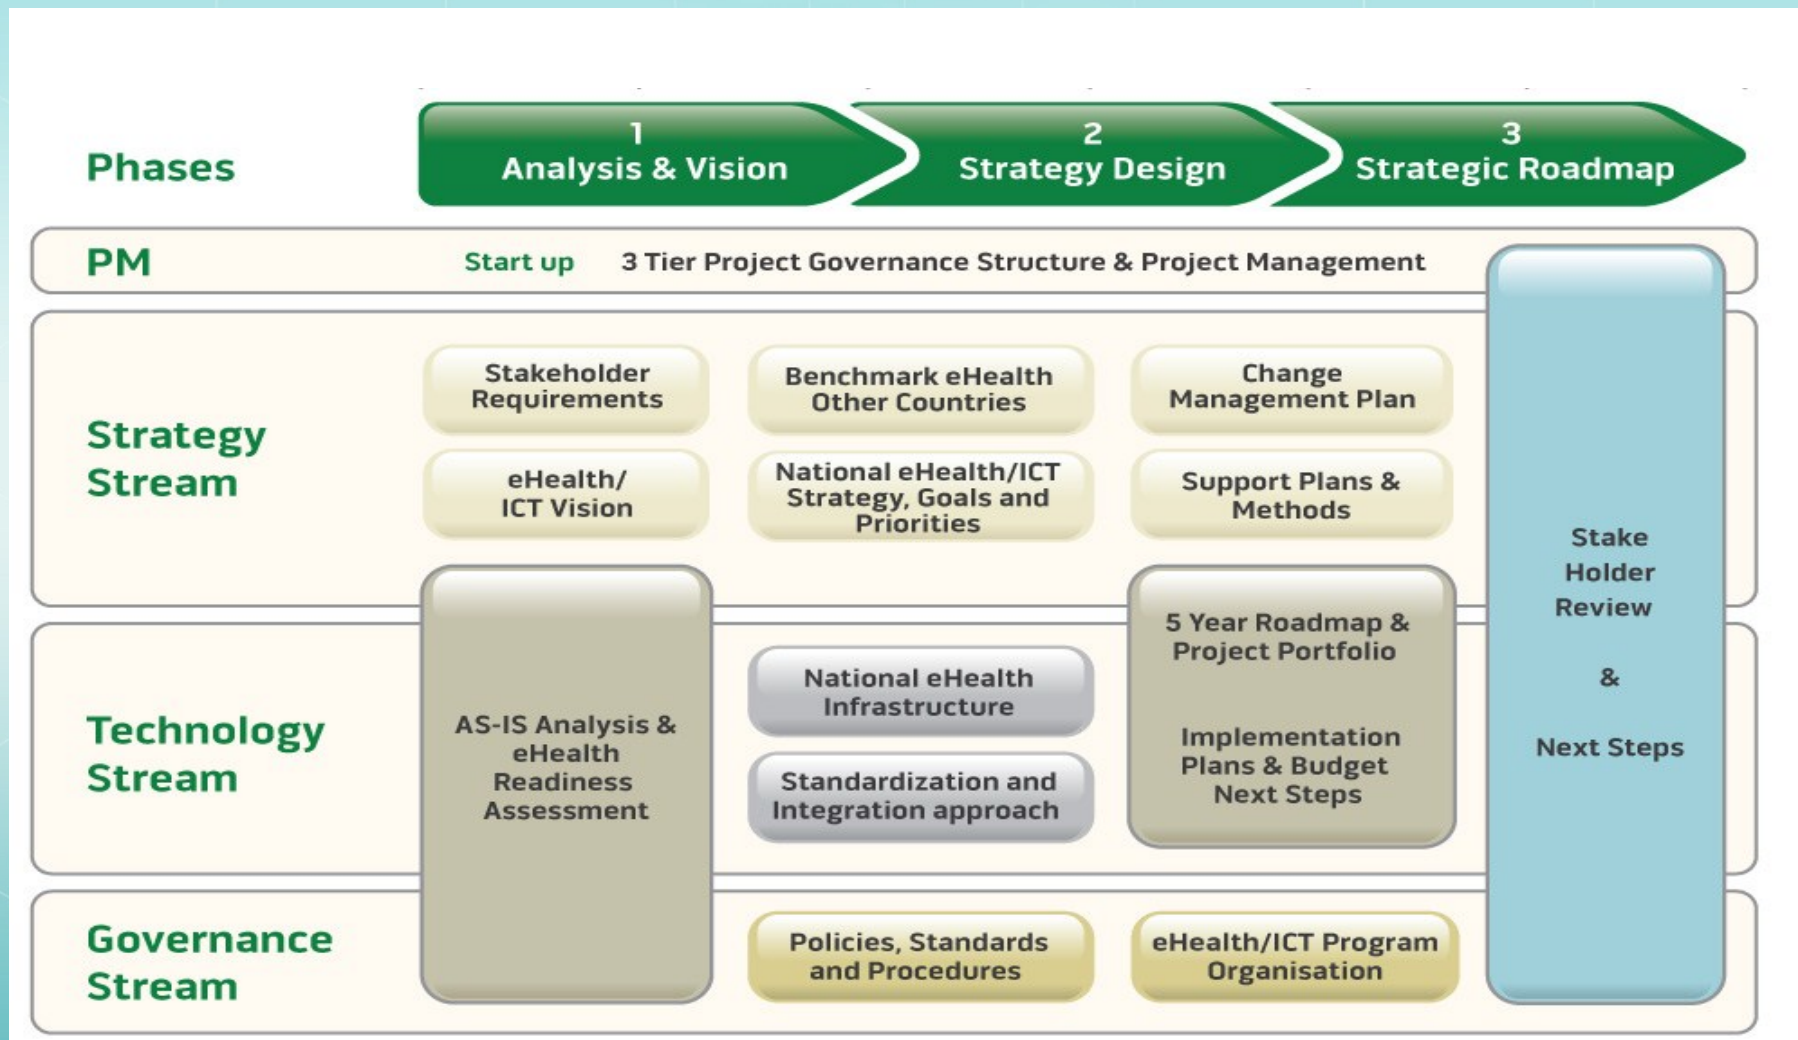 Phases
1
Analysis & Vision
2
Strategy Design
3
Strategic Roadmap
PM
Start up
3 Tier Project Governance Structure & Project Management
Strategy
Stream
Stakeholder
Requirements
Benchmark eHealth
Other Countries
Change
Management Plan
eHealth/
ICT Vision
National eHealth/ICT
Strategy, Goals and
Priorities
Support Plans &
Methods
Technology
Stream
AS-IS Analysis &
eHealth
Readiness
Assessment
National eHealth
Infrastructure
Standardization and
Integration approach
5 Year Roadmap &
Project Portfolio
Implementation
Plans & Budget
Next Steps
Stake
Holder
Review
&
Next Steps
Governance
Stream
Policies, Standards
and Procedures
eHealth/ICT Program
Organisation